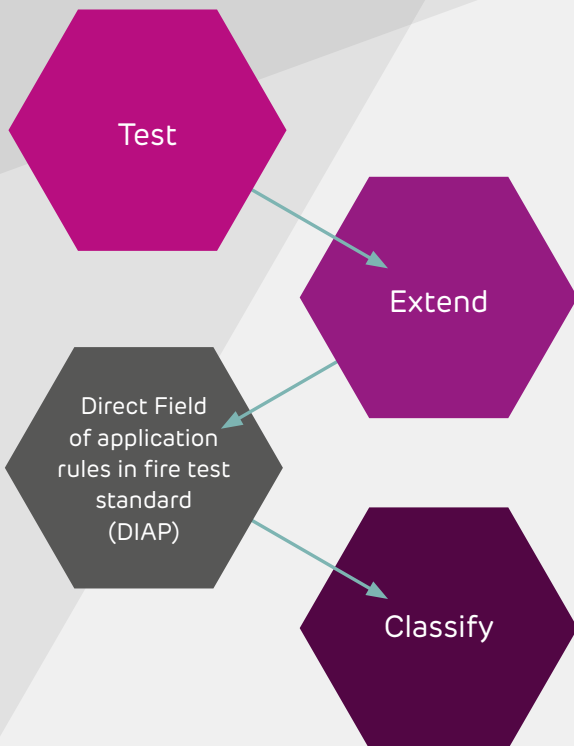 Test
Extend
Direct Field
of application
rules in fire test
standard
(DIAP)
Classify